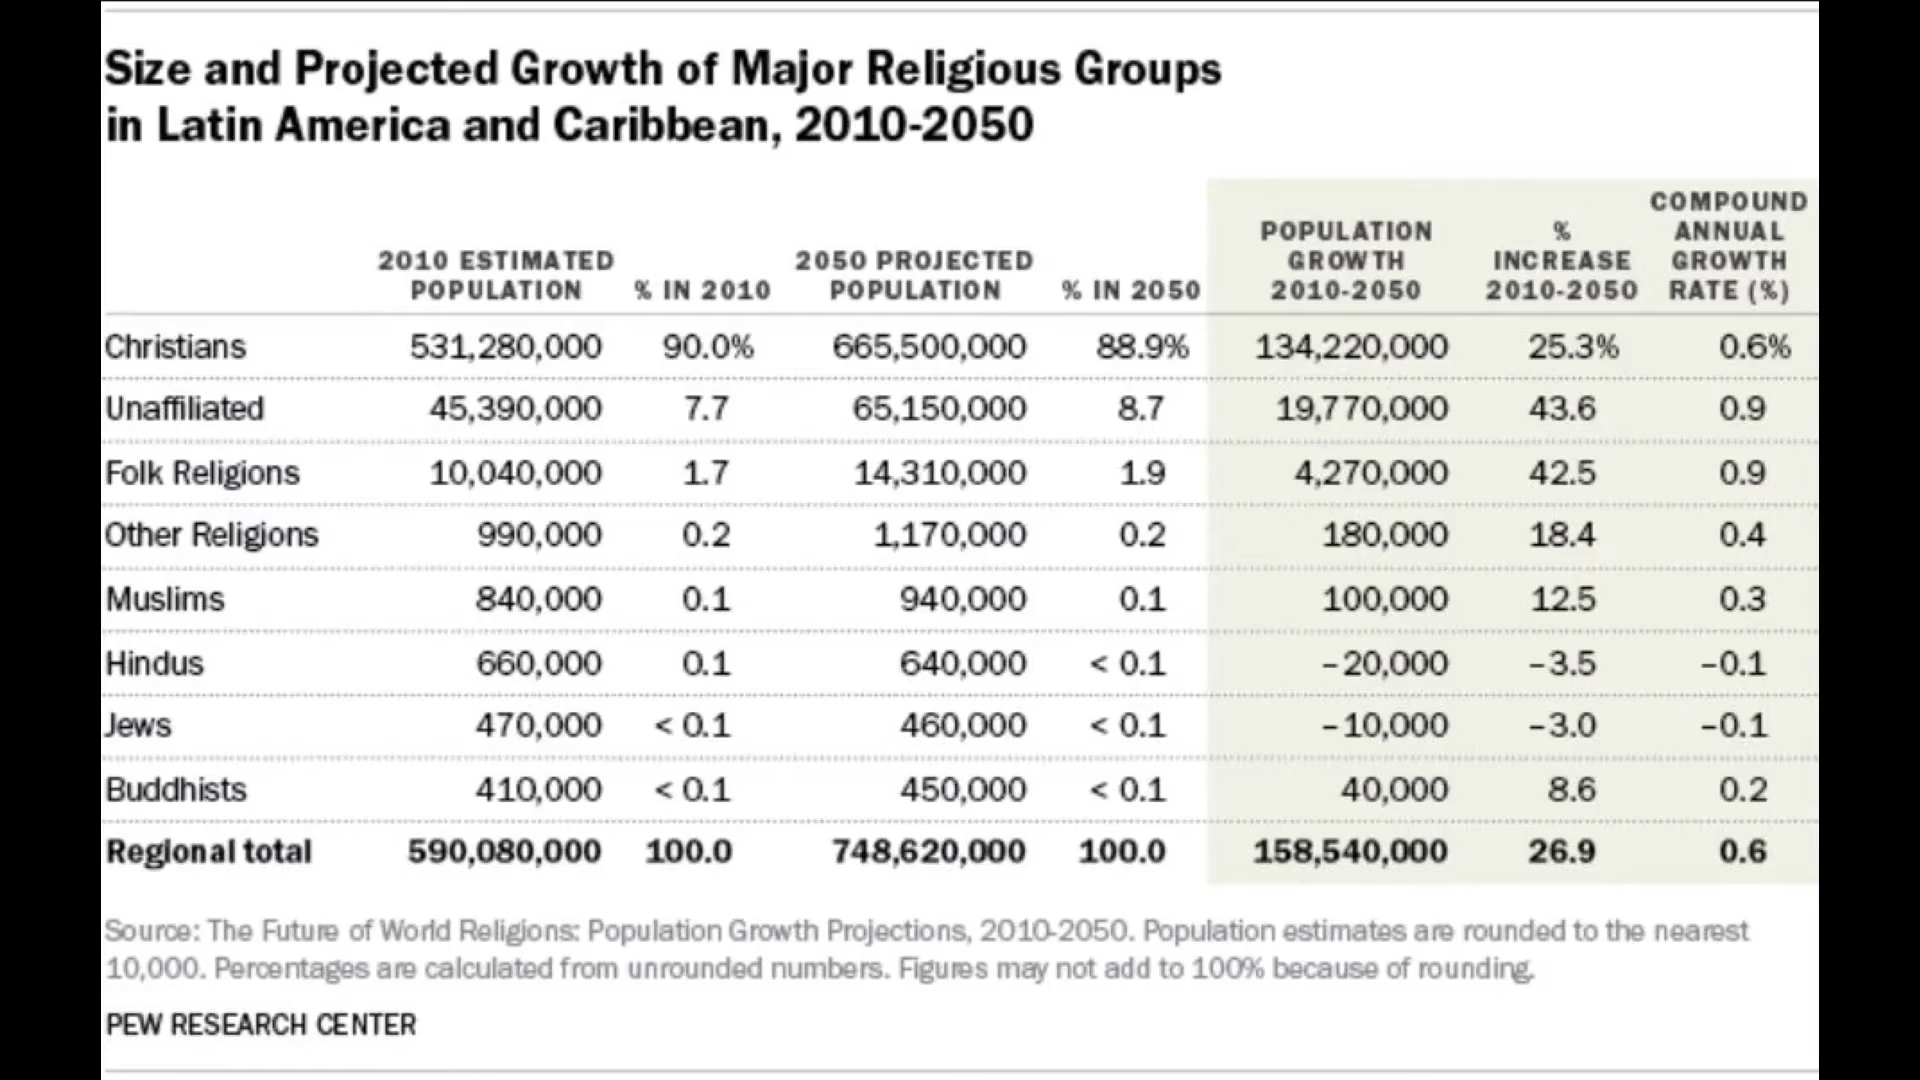 Size and Projected Growth of Major Religious Groups
in Latin America and Caribbean, 2010-2050
2010 ESTIMATED POPULATION % IN 2010 2050 PROJECTED POPULATION % IN 2050 POPULATION GROWTH 2010-2050 % INCREASE 2010-2050 COMPOUND ANNUAL GROWTH RATE (%)
Christians 531,280,000 90.0% 665,500,000 88.9% 134,220,000 25.3% 0.6%
Unaffiliated 45,390,000 7.7 65,150,000 8.7 19,770,000 43.6 0.9
Folk Religions 10,040,000 1.7 14,310,000 1.9 4,270,000 42.5 0.9
Other Religions 990,000 0.2 1,170,000 0.2 180,000 18.4 0.4
Muslims 840,000 0.1 940,000 0.1 100,000 12.5 0.3
Hindus 660,000 0.1 640,000 < 0.1 −20,000 −3.5 −0.1
Jews 470,000 < 0.1 460,000 < 0.1 −10,000 −3.0 −0.1
Buddhists 410,000 < 0.1 450,000 < 0.1 40,000 8.6 0.2
Regional total 590,080,000 100.0 748,620,000 100.0 158,540,000 26.9 0.6
Source: The Future of World Religions: Population Growth Projections, 2010-2050. Population estimates are rounded to the nearest
10,000. Percentages are calculated from unrounded numbers. Figures may not add to 100% because of rounding.
PEW RESEARCH CENTER